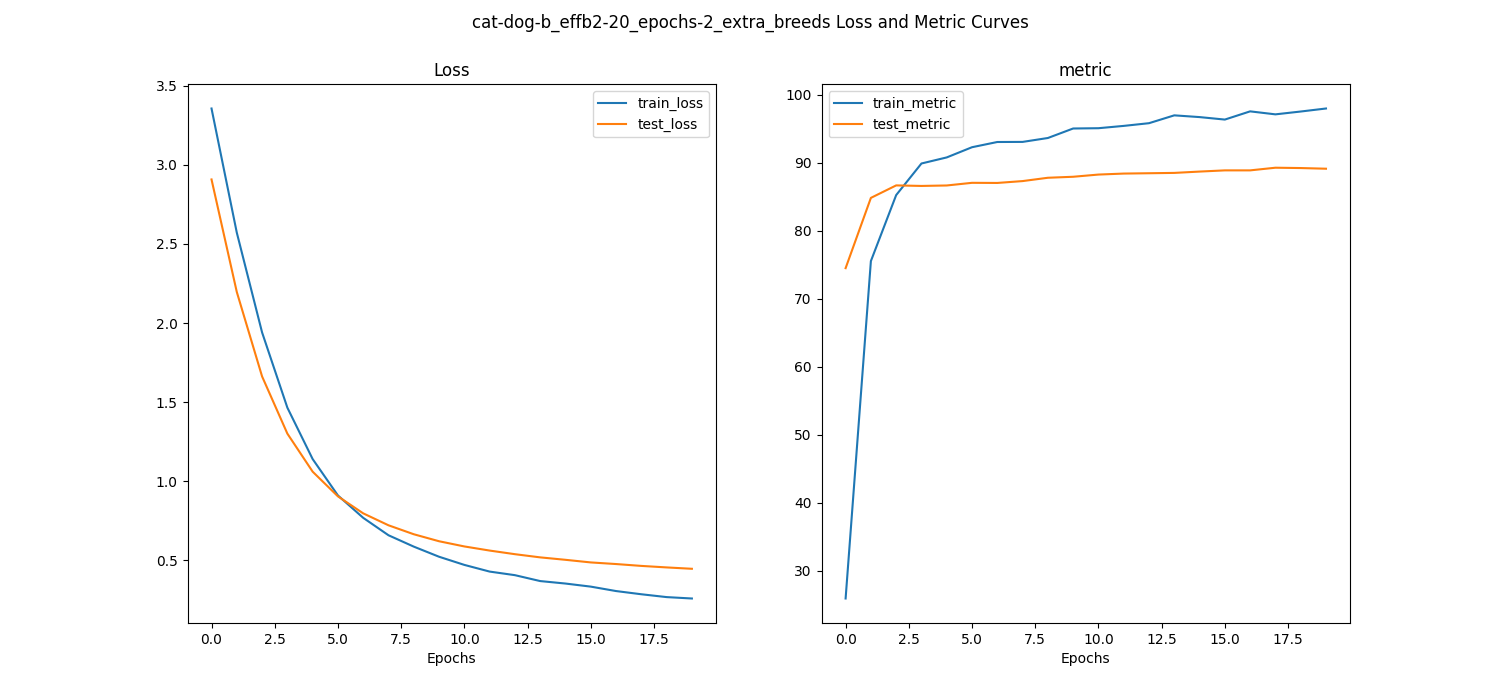 cat-dog-b_effb2-20_epochs-2_extra_breeds Loss and Metric Curves
Loss
3.5
3.0
2.5
2.0
1.5
1.0
0.5
train_loss
test_loss
0.0 2.5 5.0 7.5 10.0 12.5 15.0 17.5
Epochs
metric
100
90
80
70
60
50
40
30
train_metric
test_metric
0.0 2.5 5.0 7.5 10.0 12.5 15.0 17.5
Epochs